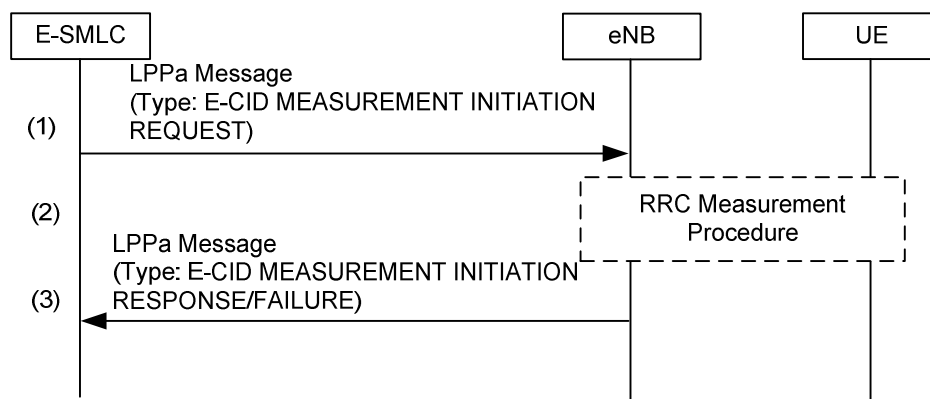 E-SMLC
eNB
UE
LPPa Message
(Type: E-CID MEASUREMENT INITIATION
REQUEST)
(1)
(2)
RRC Measurement
Procedure
LPPa Message
(Type: E-CID MEASUREMENT INITIATION
RESPONSE/FAILURE)
(3)